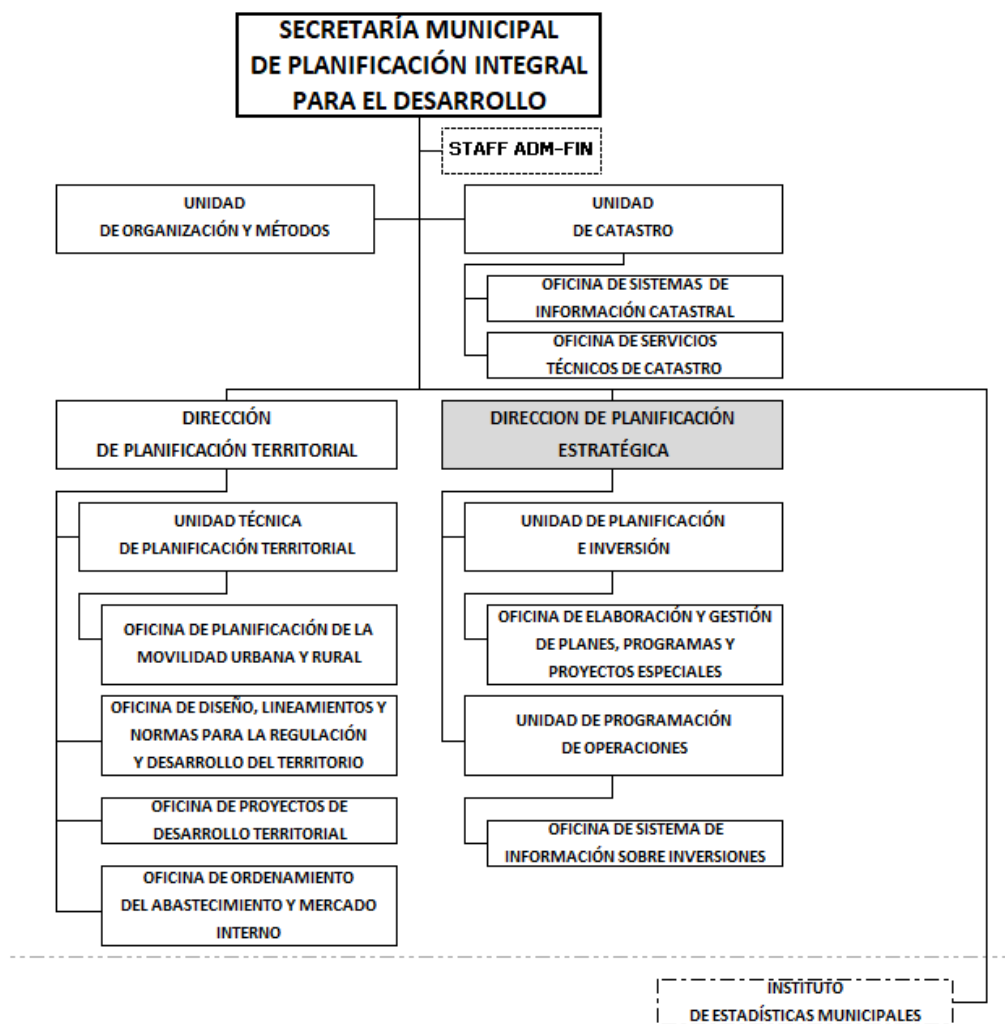 SECRETARÍA MUNICIPAL
DE PLANIFICACIÓN INTEGRAL
PARA EL DESARROLLO
STAFF ADM-FIN
UNIDAD
DE ORGANIZACIÓN Y MÉTODOS
UNIDAD
DE CATASTRO
OFICINA DE SISTEMAS DE
INFORMACIÓN CATASTRAL
OFICINA DE SERVICIOS
TÉCNICOS DE CATASTRO
DIRECCIÓN
DE PLANIFICACIÓN TERRITORIAL
UNIDAD TÉCNICA
DE PLANIFICACIÓN TERRITORIAL
OFICINA DE PLANIFICACIÓN DE LA
MOVILIDAD URBANA Y RURAL
OFICINA DE DISEÑO, LINEAMIENTOS Y
NORMAS PARA LA REGULACIÓN
Y DESARROLLO DEL TERRITORIO
OFICINA DE PROYECTOS DE
DESARROLLO TERRITORIAL
OFICINA DE ORDENAMIENTO
DEL ABASTECIMIENTO Y MERCADO
INTERNO
DIRECCION DE PLANIFICACIÓN
ESTRATÉGICA
UNIDAD DE PLANIFICACIÓN
E INVERSIÓN
OFICINA DE ELABORACIÓN Y GESTIÓN
DE PLANES, PROGRAMAS Y
PROYECTOS ESPECIALES
UNIDAD DE PROGRAMACIÓN
DE OPERACIONES
OFICINA DE SISTEMA DE
INFORMACIÓN SOBRE INVERSIONES
INSTITUTO
DE ESTADÍSTICAS MUNICIPALES